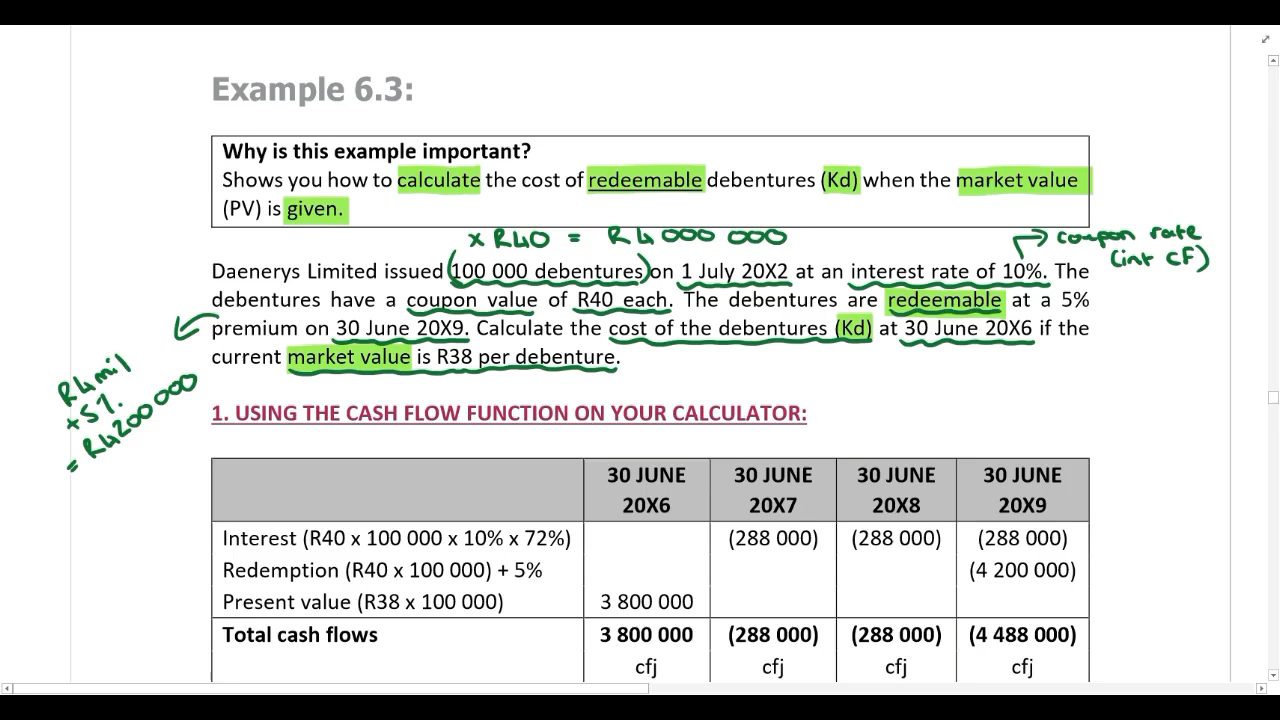 Example 6.3:
Why is this example important?
Shows you how to calculate the cost of redeemable debentures (Kd) when the market value
(PV) is given.
x R40 = R4 000 000
coupon rate
(int CF)
Daenerys Limited issued (100 000 debentures) on 1 July 20X2 at an interest rate of 10%. The
debentures have a coupon value of R40 each. The debentures are redeemable at a 5%
premium on 30 June 20X9. Calculate the cost of the debentures (Kd) at 30 June 20X6 if the
current market value is R38 per debenture.
R4mil
+5%
= R4200000
1. USING THE CASH FLOW FUNCTION ON YOUR CALCULATOR:
30 JUNE 20X6 30 JUNE 20X7 30 JUNE 20X8 30 JUNE 20X9
Interest (R40 x 100 000 x 10% x 72%) (288 000) (288 000) (288 000)
Redemption (R40 x 100 000) + 5% (4 200 000)
Present value (R38 x 100 000) 3 800 000
Total cash flows 3 800 000 (288 000) (288 000) (4 488 000)
cfj cfj cfj cfj